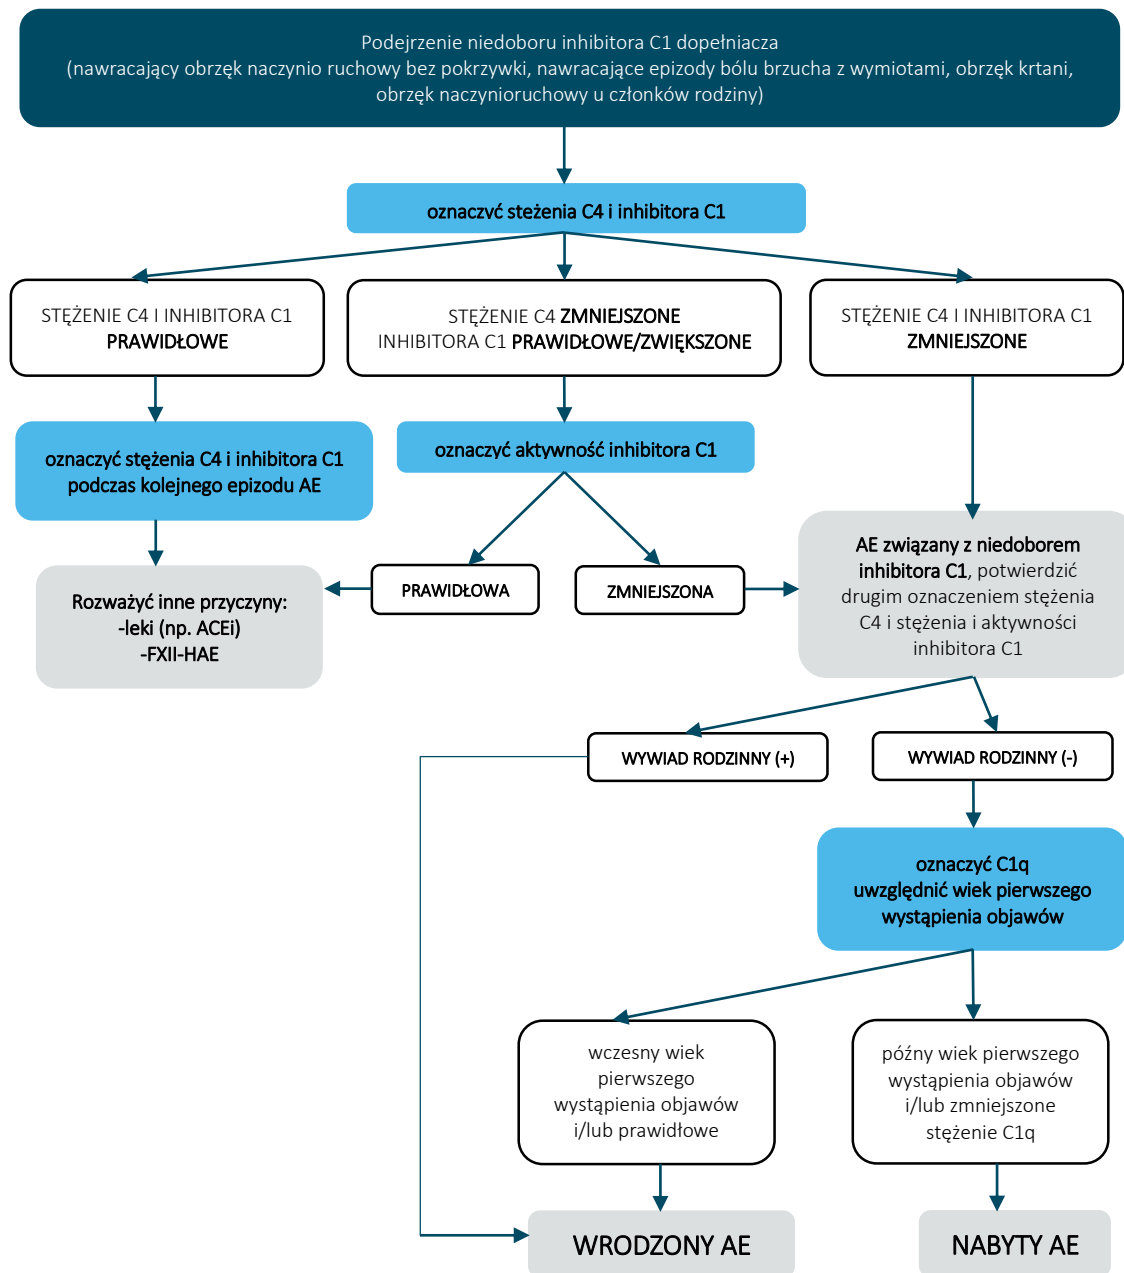 Podejrzenie niedoboru inhibitora C1 dopełniacza
(nawracający obrzęk naczynio ruchowy bez pokrzywki, nawracające epizody bólu brzucha z wymiotami, obrzęk krtani,
obrzęk naczynioruchowy u członków rodziny)
oznaczyć stężenia C4 i inhibitora C1
STĘŻENIE C4 I INHIBITORA C1
PRAWIDŁOWE
STĘŻENIE C4 ZMNIEJSZONE
INHIBITORA C1 PRAWIDŁOWE/ZWIĘKSZONE
STĘŻENIE C4 I INHIBITORA C1
ZMNIEJSZONE
oznaczyć stężenia C4 i inhibitora C1
podczas kolejnego epizodu AE
oznaczyć aktywność inhibitora C1
AE związany z niedoborem
inhibitora C1, potwierdzić
drugim oznaczeniem stężenia
C4 i stężenia i aktywności
inhibitora C1
Rozważyć inne przyczyny:
-leki (np. ACEi)
-FXII-HAE
PRAWIDŁOWA
ZMNIEJSZONA
WYWIAD RODZINNY (+)
WYWIAD RODZINNY (-)
oznaczyć C1q
uwzględnić wiek pierwszego
wystąpienia objawów
wczesny wiek
pierwszego
wystąpienia objawów
i/lub prawidłowe
późny wiek pierwszego
wystąpienia objawów
i/lub zmniejszone
stężenie C1q
WRODZONY AE
NABYTY AE